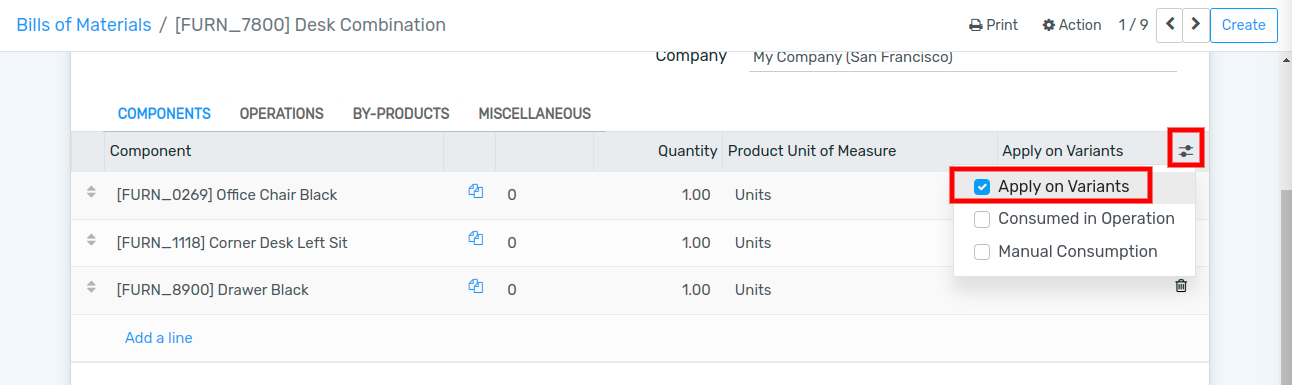 Bills of Materials / [FURN_7800] Desk Combination Print Action 1 / 9 Create
Company My Company (San Francisco)
COMPONENTS OPERATIONS BY-PRODUCTS MISCELLANEOUS
Component Quantity Product Unit of Measure Apply on Variants
[FURN_0269] Office Chair Black 0 1.00 Units
Apply on Variants
Consumed in Operation
Manual Consumption
[FURN_1118] Corner Desk Left Sit 0 1.00 Units
[FURN_8900] Drawer Black 0 1.00 Units
Add a line